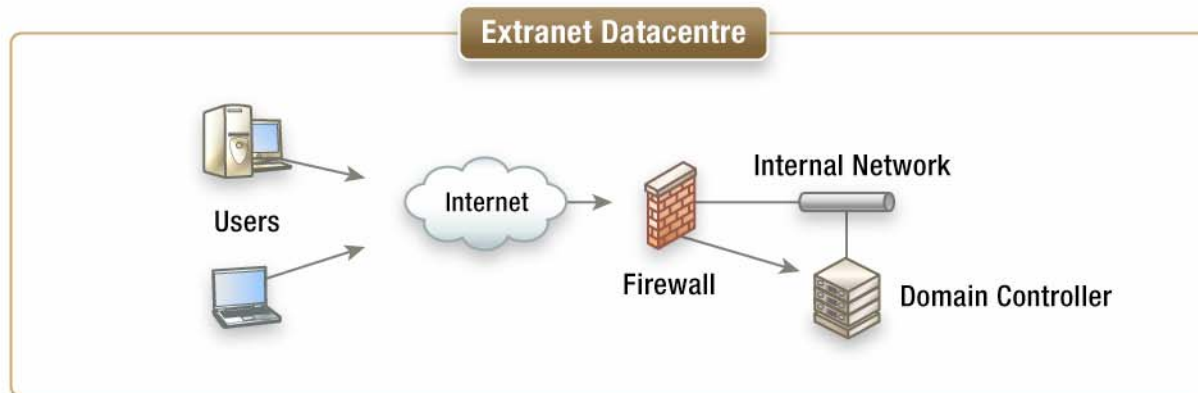 Extranet Datacentre
Users
Internet
Firewall
Internal Network
Domain Controller